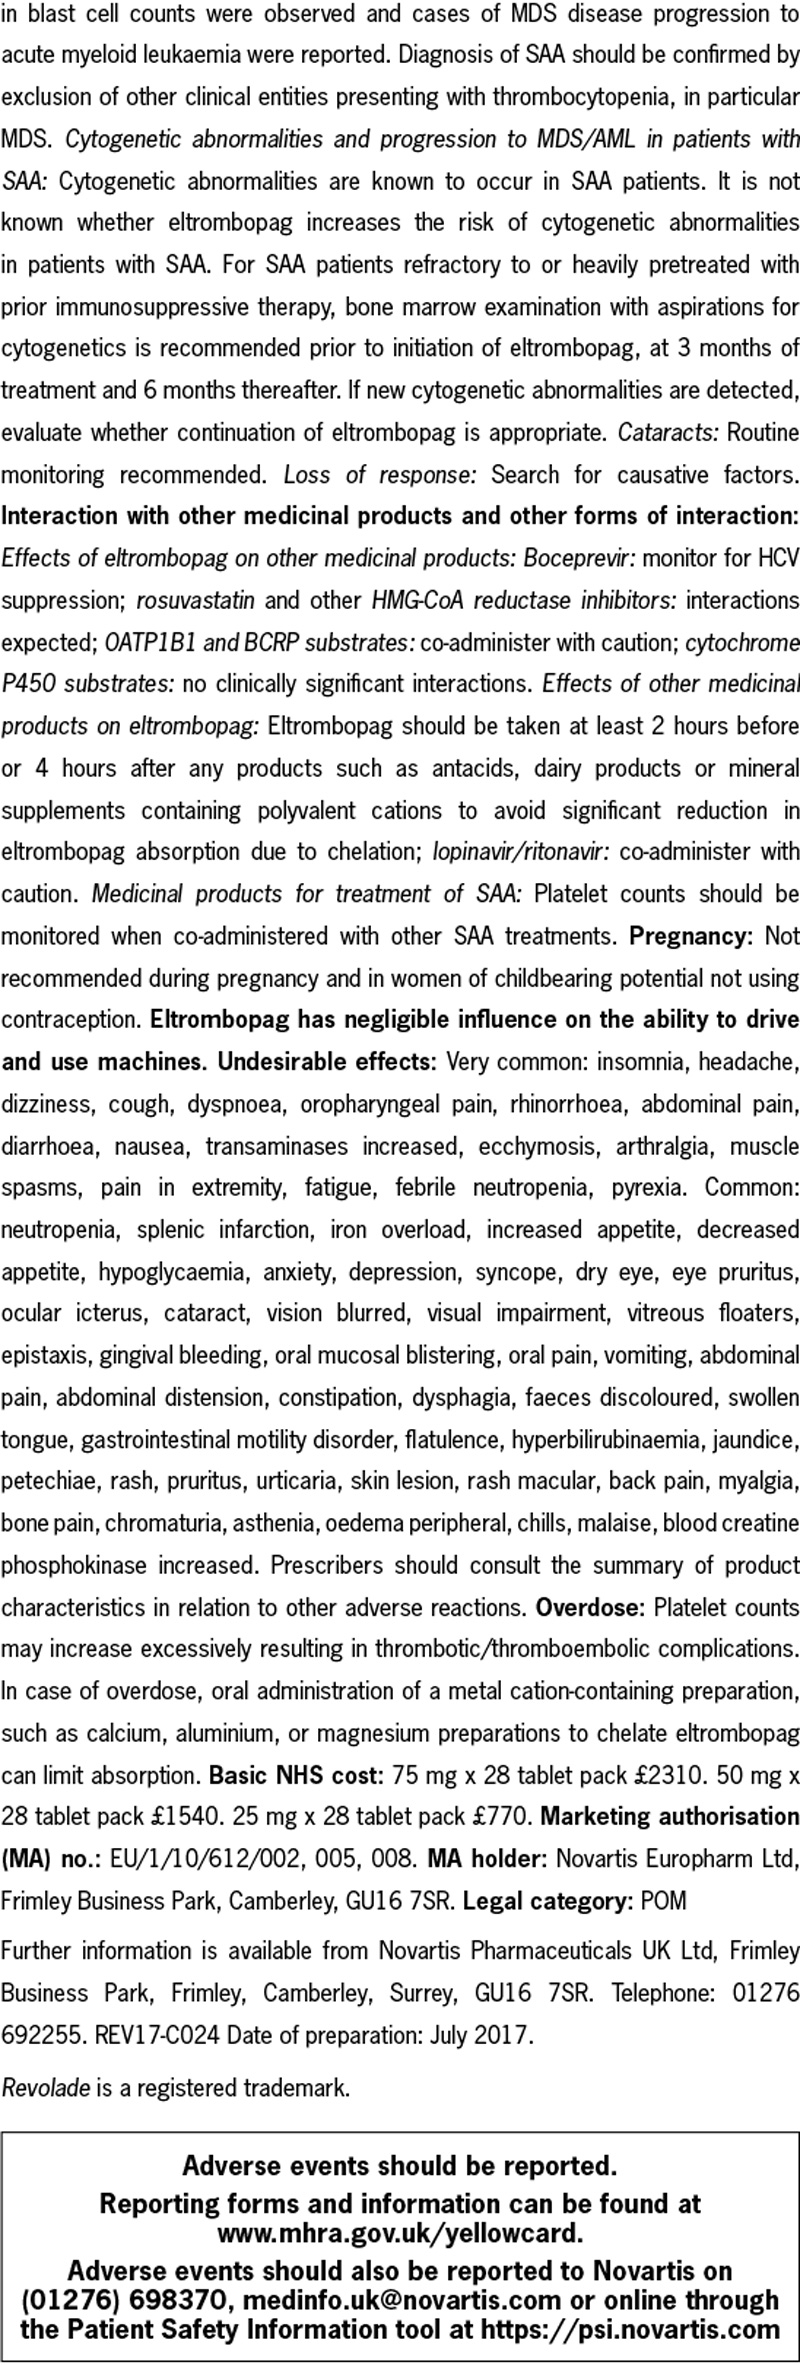 in blast cell counts were observed and cases of MDS disease progression to
acute myeloid leukaemia were reported. Diagnosis of SAA should be confirmed by
exclusion of other clinical entities presenting with thrombocytopenia, in particular
MDS. Cytogenetic abnormalities and progression to MDS/AML in patients with
SAA: Cytogenetic abnormalities are known to occur in SAA patients. It is not
known whether eltrombopag increases the risk of cytogenetic abnormalities
in patients with SAA. For SAA patients refractory to or heavily pretreated with
prior immunosuppressive therapy, bone marrow examination with aspirations for
cytogenetics is recommended prior to initiation of eltrombopag, at 3 months of
treatment and 6 months thereafter. If new cytogenetic abnormalities are detected,
evaluate whether continuation of eltrombopag is appropriate. Cataracts: Routine
monitoring recommended. Loss of response: Search for causative factors.
Interaction with other medicinal products and other forms of interaction:
Effects of eltrombopag on other medicinal products: Boceprevir: monitor for HCV
suppression; rosuvastatin and other HMG-CoA reductase inhibitors: interactions
expected; OATP1B1 and BCRP substrates: co-administer with caution; cytochrome
P450 substrates: no clinically significant interactions. Effects of other medicinal
products on eltrombopag: Eltrombopag should be taken at least 2 hours before
or 4 hours after any products such as antacids, dairy products or mineral
supplements containing polyvalent cations to avoid significant reduction in
eltrombopag absorption due to chelation; lopinavir/ritonavir: co-administer with
caution. Medicinal products for treatment of SAA: Platelet counts should be
monitored when co-administered with other SAA treatments. Pregnancy: Not
recommended during pregnancy and in women of childbearing potential not using
contraception. Eltrombopag has negligible influence on the ability to drive
and use machines. Undesirable effects: Very common: insomnia, headache,
dizziness, cough, dyspnoea, oropharyngeal pain, rhinorrhoea, abdominal pain,
diarrhoea, nausea, transaminases increased, ecchymosis, arthralgia, muscle
spasms, pain in extremity, fatigue, febrile neutropenia, pyrexia. Common:
neutropenia, splenic infarction, iron overload, increased appetite, decreased
appetite, hypoglycaemia, anxiety, depression, syncope, dry eye, eye pruritus,
ocular icterus, cataract, vision blurred, visual impairment, vitreous floaters,
epistaxis, gingival bleeding, oral mucosal blistering, oral pain, vomiting, abdominal
pain, abdominal distension, constipation, dysphagia, faeces discoloured, swollen
tongue, gastrointestinal motility disorder, flatulence, hyperbilirubinaemia, jaundice,
petechiae, rash, pruritus, urticaria, skin lesion, rash macular, back pain, myalgia,
bone pain, chromaturia, asthenia, oedema peripheral, chills, malaise, blood creatine
phosphokinase increased. Prescribers should consult the summary of product
characteristics in relation to other adverse reactions. Overdose: Platelet counts
may increase excessively resulting in thrombotic/thromboembolic complications.
In case of overdose, oral administration of a metal cation-containing preparation,
such as calcium, aluminium, or magnesium preparations to chelate eltrombopag
can limit absorption. Basic NHS cost: 75 mg x 28 tablet pack £2310. 50 mg x
28 tablet pack £1540. 25 mg x 28 tablet pack £770. Marketing authorisation
(MA) no.: EU/1/10/612/002, 005, 008. MA holder: Novartis Europharm Ltd,
Frimley Business Park, Camberley, GU16 7SR. Legal category: POM
Further information is available from Novartis Pharmaceuticals UK Ltd, Frimley
Business Park, Frimley, Camberley, Surrey, GU16 7SR. Telephone: 01276
692255. REV17-C024 Date of preparation: July 2017.
Revolade is a registered trademark.
Adverse events should be reported.
Reporting forms and information can be found at
www.mhra.gov.uk/yellowcard.
Adverse events should also be reported to Novartis on
(01276) 698370, medinfo.uk@novartis.com or online through
the Patient Safety Information tool at https://psi.novartis.com